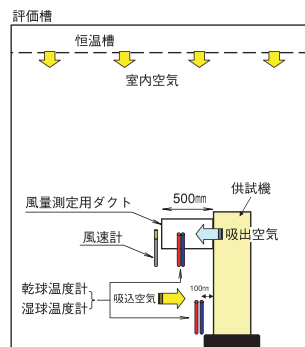 評価槽
恒温槽
室内空気
500mm
供試機
風量測定用ダクト
吸出空気
風速計
乾球温度計
湿球温度計
吸込空気
100mm